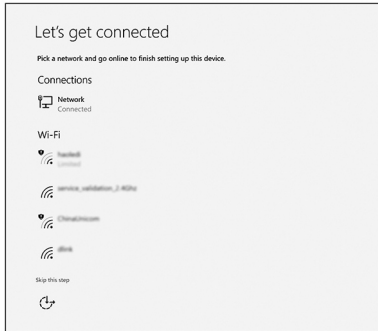 Let's get connected
Pick a network and go online to finish setting up this device.
Connections
Network
Connected
Wi-Fi
Limited
service_validation_2.4Ghz
ChinaUnicom
dlink
Skip this step